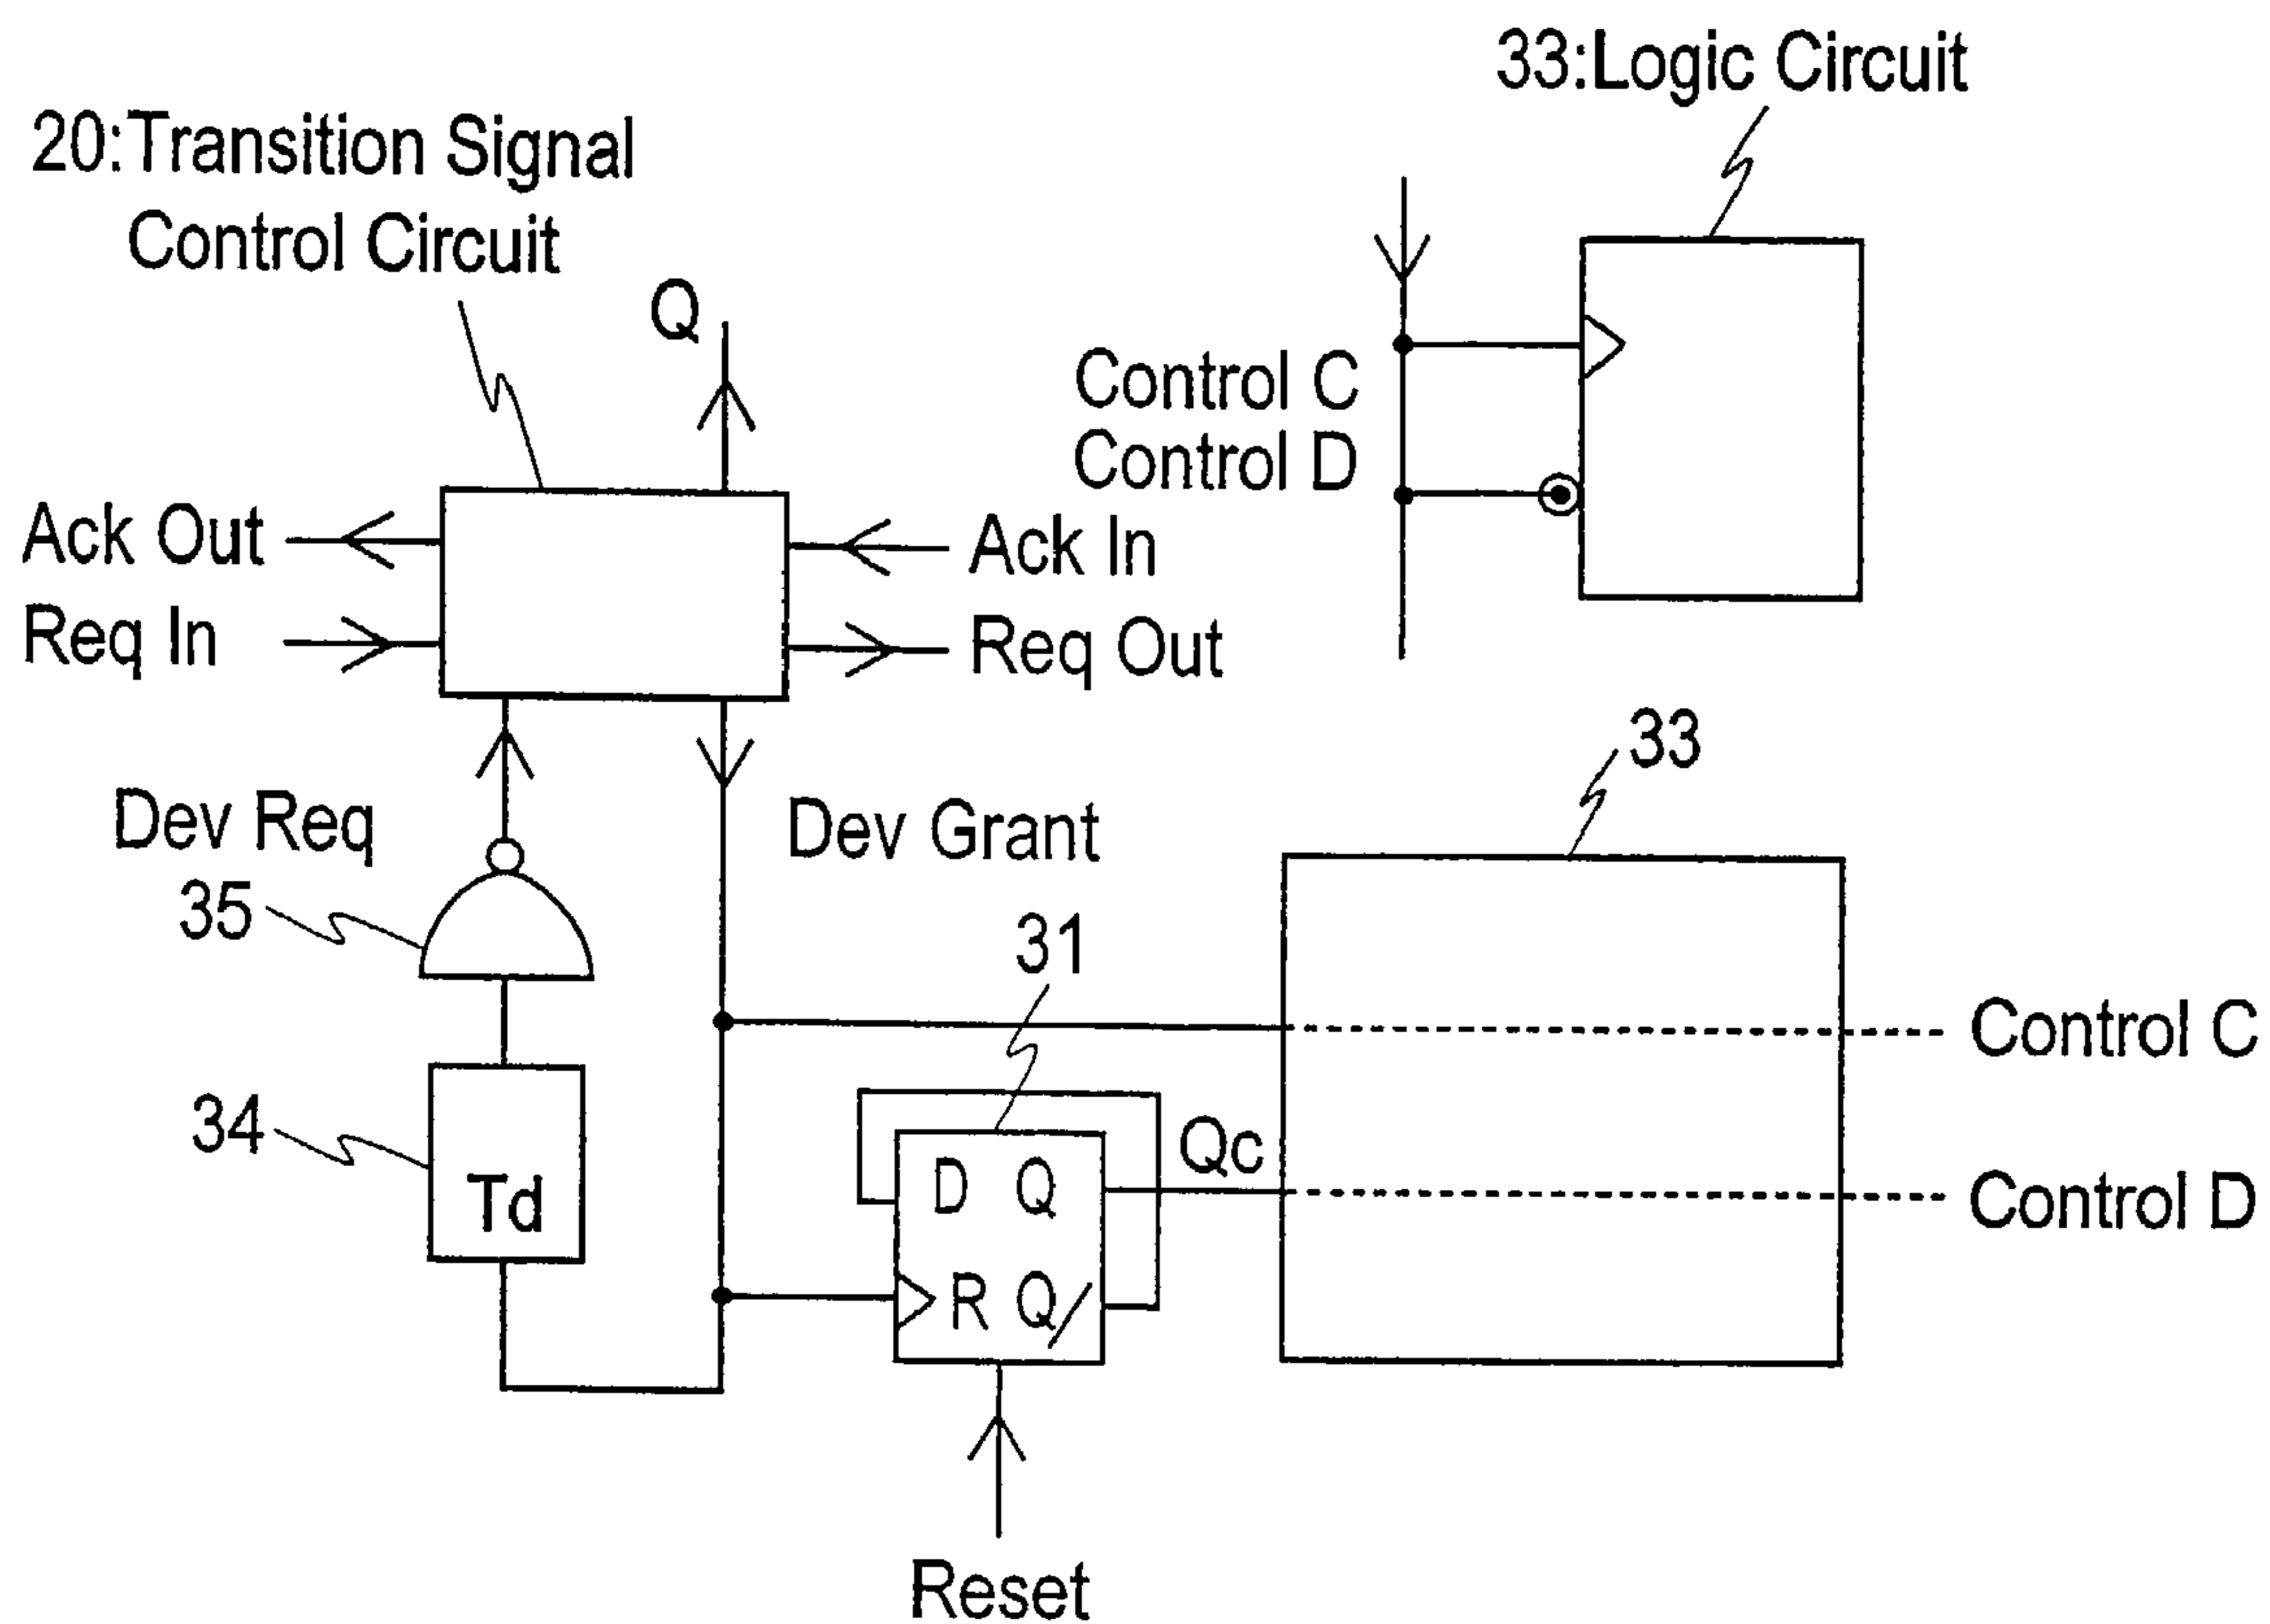 33:Logic Circuit
20:Transition Signal
Control Circuit
Q
Control C
Control D
Ack Out
Ack In
Req In
Req Out
33
Dev Req
Dev Grant
35
31
Control C
34
Td
D Q
Qc
Control D
R Q/
Reset